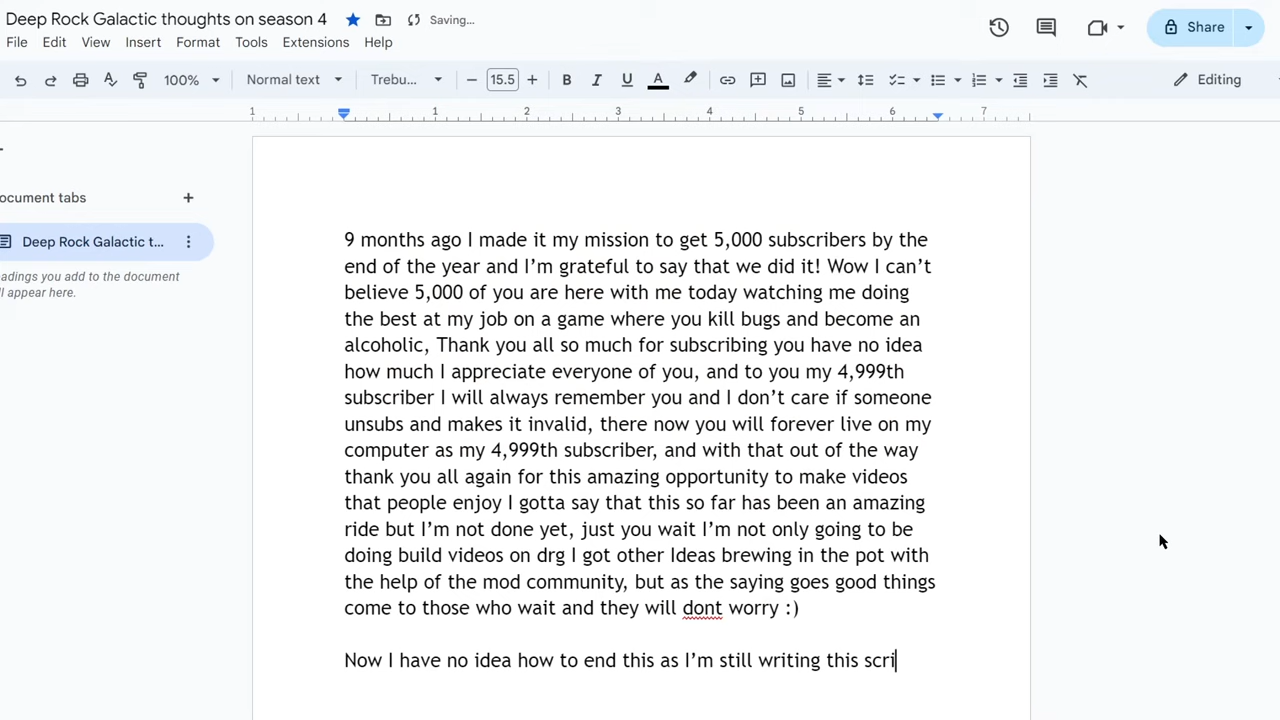 Deep Rock Galactic thoughts on season 4
Saving...
File Edit View Insert Format Tools Extensions Help
Share
100% Normal text Trebu... 15.5 B I U A Editing
1 1 2 3 4 5 6 7
ocument tabs
Deep Rock Galactic t...
adings you add to the document
ll appear here.
9 months ago I made it my mission to get 5,000 subscribers by the
end of the year and I’m grateful to say that we did it! Wow I can’t
believe 5,000 of you are here with me today watching me doing
the best at my job on a game where you kill bugs and become an
alcoholic, Thank you all so much for subscribing you have no idea
how much I appreciate everyone of you, and to you my 4,999th
subscriber I will always remember you and I don’t care if someone
unsubs and makes it invalid, there now you will forever live on my
computer as my 4,999th subscriber, and with that out of the way
thank you all again for this amazing opportunity to make videos
that people enjoy I gotta say that this so far has been an amazing
ride but I’m not done yet, just you wait I’m not only going to be
doing build videos on drg I got other Ideas brewing in the pot with
the help of the mod community, but as the saying goes good things
come to those who wait and they will dont worry :)
Now I have no idea how to end this as I’m still writing this scri